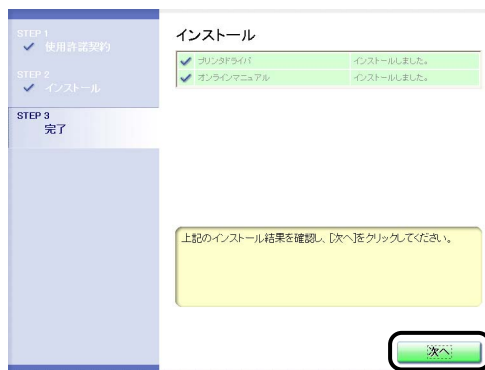 STEP 1
使用許諾契約
STEP 2
インストール
STEP 3
完了
インストール
プリンタドライバ インストールしました。
オンラインマニュアル インストールしました。
上記のインストール結果を確認し、[次へ]をクリックしてください。
次へ